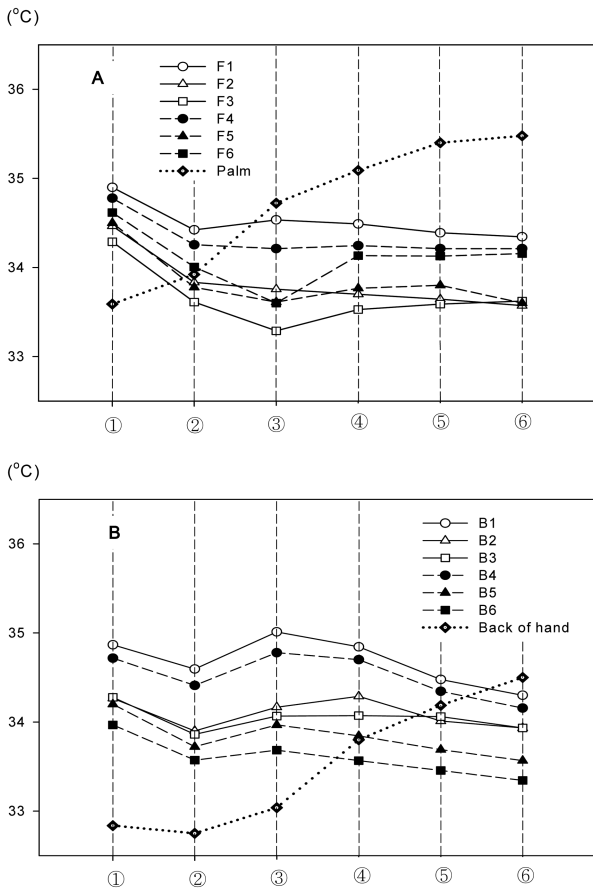 (°C)
A
F1
F2
F3
F4
F5
F6
Palm
36
35
34
33
① ② ③ ④ ⑤ ⑥
(°C)
B
B1
B2
B3
B4
B5
B6
Back of hand
36
35
34
33
① ② ③ ④ ⑤ ⑥